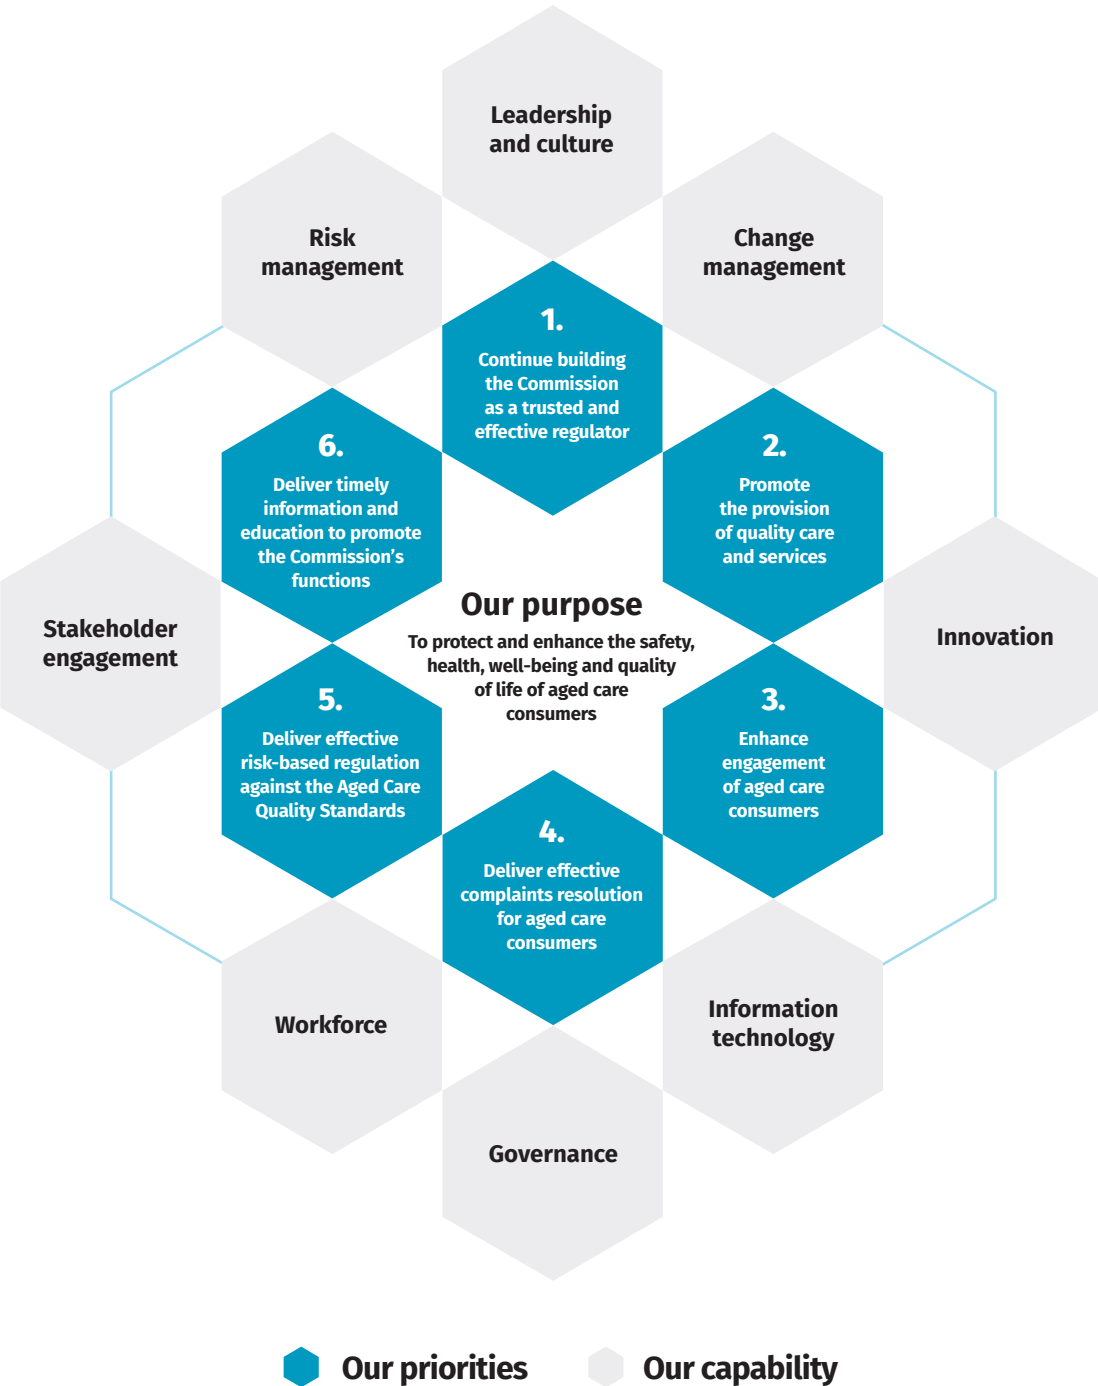 Leadership
and culture
Risk
management
Change
management
1.
Continue building
the Commission
as a trusted and
effective regulator
6.
Deliver timely
information and
education to promote
the Commission’s
functions
2.
Promote
the provision
of quality care
and services
Our purpose
To protect and enhance the safety,
health, well-being and quality
of life of aged care
consumers
Stakeholder
engagement
Innovation
5.
Deliver effective
risk-based regulation
against the Aged Care
Quality Standards
3.
Enhance
engagement
of aged care
consumers
4.
Deliver effective
complaints resolution
for aged care
consumers
Workforce
Information
technology
Governance
Our priorities
Our capability